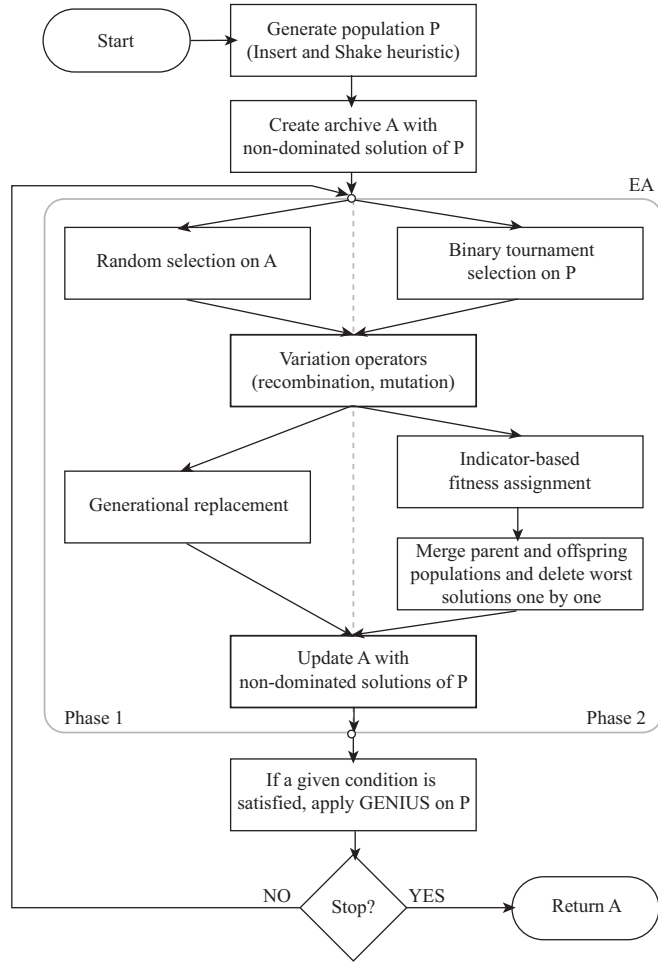 Start
Generate population P
(Insert and Shake heuristic)
Create archive A with
non-dominated solution of P
EA
Random selection on A
Binary tournament
selection on P
Variation operators
(recombination, mutation)
Generational replacement
Indicator-based
fitness assignment
Merge parent and offspring
populations and delete worst
solutions one by one
Update A with
non-dominated solutions of P
Phase 1
Phase 2
If a given condition is
satisfied, apply GENIUS on P
NO
Stop?
YES
Return A